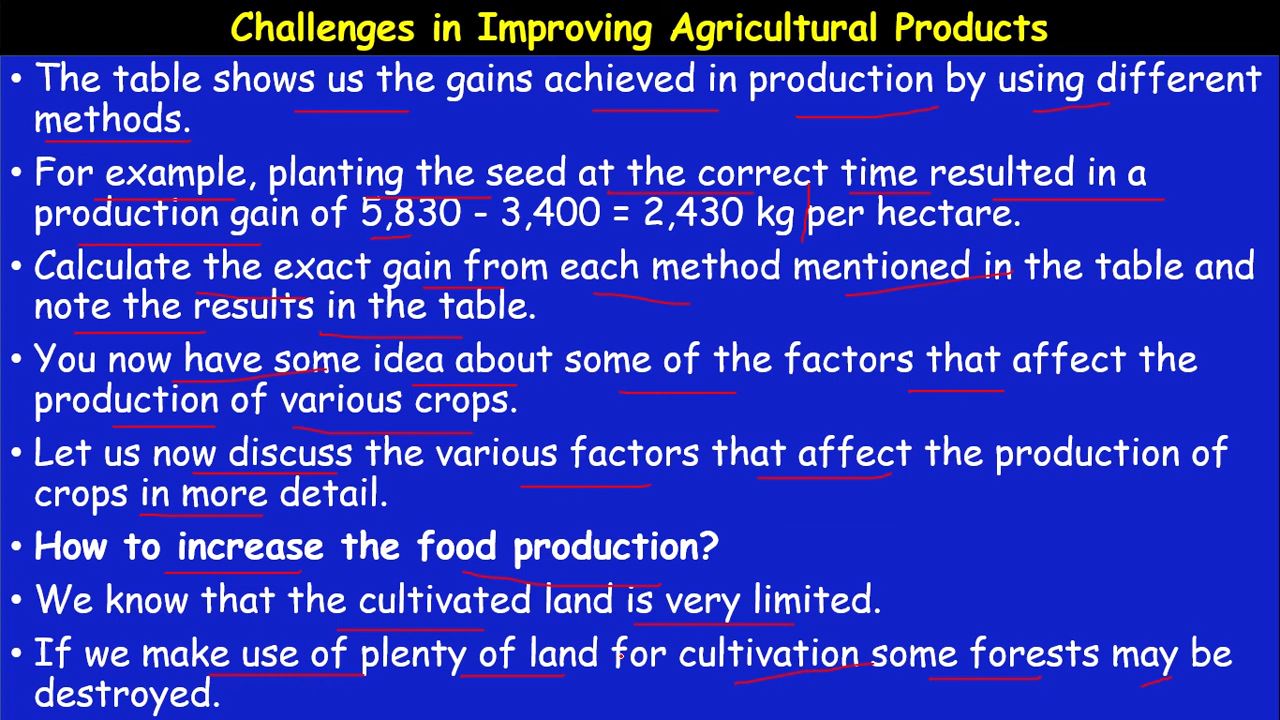 Challenges in Improving Agricultural Products
• The table shows us the gains achieved in production by using different
methods.
• For example, planting the seed at the correct time resulted in a
production gain of 5,830 - 3,400 = 2,430 kg per hectare.
• Calculate the exact gain from each method mentioned in the table and
note the results in the table.
• You now have some idea about some of the factors that affect the
production of various crops.
• Let us now discuss the various factors that affect the production of
crops in more detail.
• How to increase the food production?
• We know that the cultivated land is very limited.
• If we make use of plenty of land for cultivation some forests may be
destroyed.